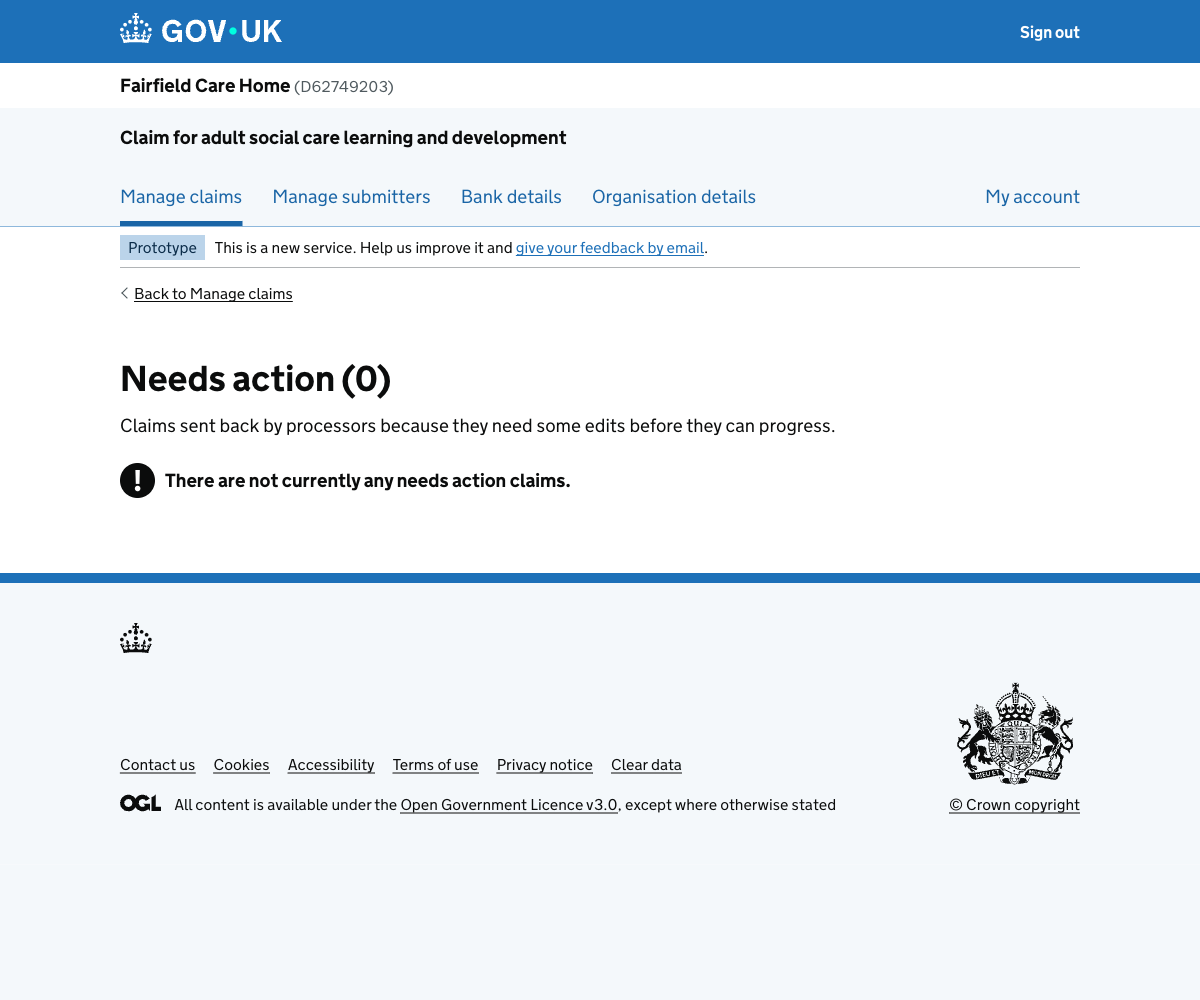 GOV·UK
Sign out
Fairfield Care Home (D62749203)
Claim for adult social care learning and development
Manage claims Manage submitters Bank details Organisation details My account
Prototype This is a new service. Help us improve it and give your feedback by email.
Back to Manage claims
Needs action (0)
Claims sent back by processors because they need some edits before they can progress.
! There are not currently any needs action claims.
Contact us Cookies Accessibility Terms of use Privacy notice Clear data
OGL All content is available under the Open Government Licence v3.0, except where otherwise stated
© Crown copyright